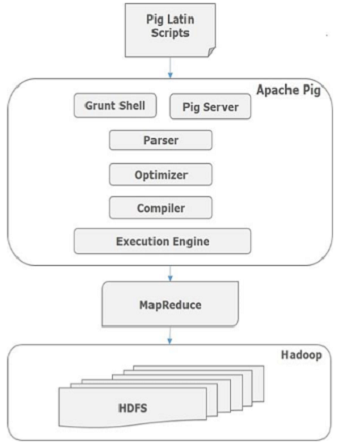 Pig Latin
Scripts
Apache Pig
Grunt Shell
Pig Server
Parser
Optimizer
Compiler
Execution Engine
MapReduce
Hadoop
HDFS